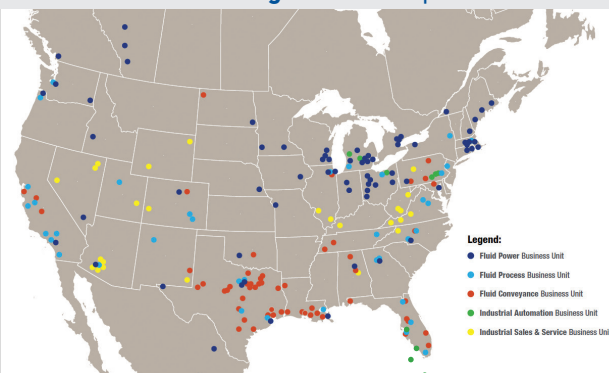 Legend:
Fluid Power Business Unit
Fluid Process Business Unit
Fluid Conveyance Business Unit
Industrial Automation Business Unit
Industrial Sales & Service Business Uni